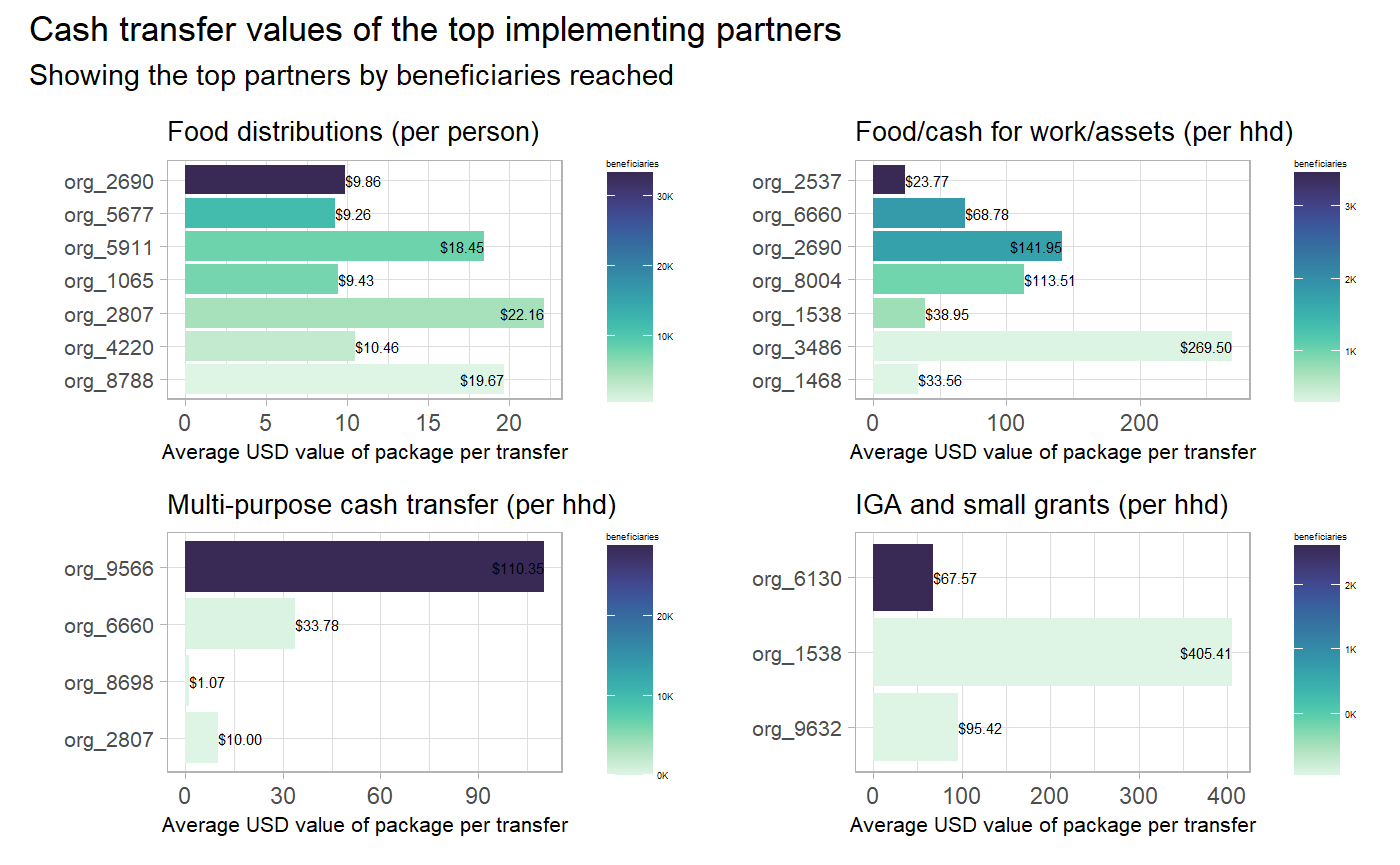 Cash transfer values of the top implementing partners
Showing the top partners by beneficiaries reached
Food distributions (per person)
org_2690
$9.86
org_5677
$9.26
org_5911
$18.45
org_1065
$9.43
org_2807
$22.16
org_4220
$10.46
org_8788
$19.67
0 5 10 15 20
Average USD value of package per transfer
beneficiaries
30K
20K
10K
Food/cash for work/assets (per hhd)
org_2537
$23.77
org_6660
$68.78
org_2690
$141.95
org_8004
$113.51
org_1538
$38.95
org_3486
$269.50
org_1468
$33.56
0 100 200
Average USD value of package per transfer
beneficiaries
3K
2K
1K
Multi-purpose cash transfer (per hhd)
org_9566
$110.35
org_6660
$33.78
org_8698
$1.07
org_2807
$10.00
0 30 60 90
Average USD value of package per transfer
beneficiaries
20K
10K
0K
IGA and small grants (per hhd)
org_6130
$67.57
org_1538
$405.41
org_9632
$95.42
0 100 200 300 400
Average USD value of package per transfer
beneficiaries
2K
1K
0K